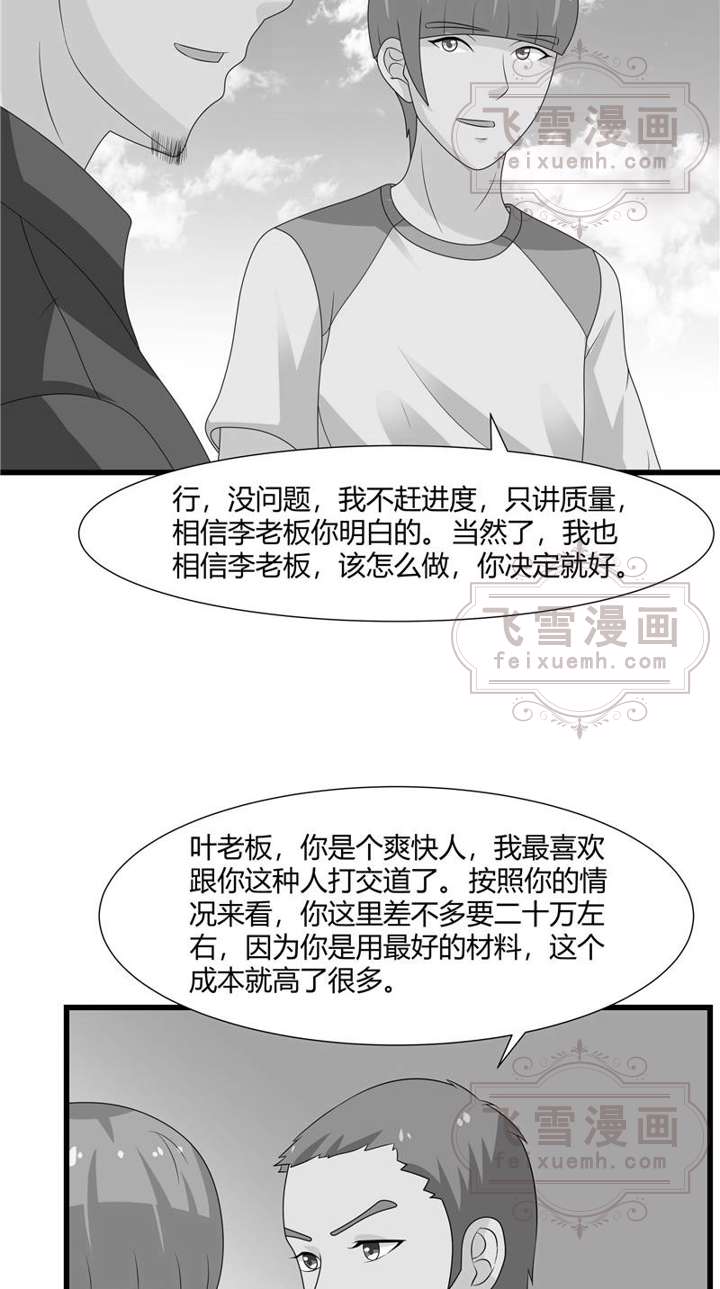 飞雪漫画
feixuemh.com
行，没问题，我不赶进度，只讲质量，
相信李老板你明白的。当然了，我也
相信李老板，该怎么做，你决定就好。
飞雪漫画
feixuemh.com
叶老板，你是个爽快人，我最喜欢
跟你这种人打交道了。按照你的情
况来看，你这里差不多要二十万左
右，因为你是用最好的材料，这个
成本就高了很多。
飞雪漫画
feixuemh.com